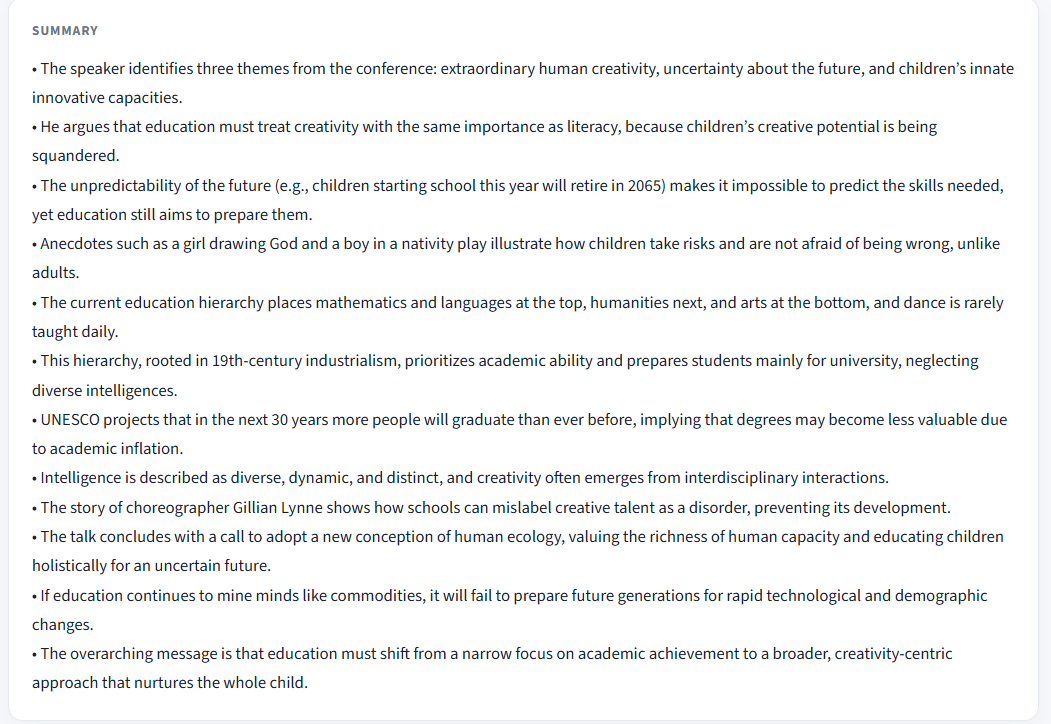 SUMMARY
• The speaker identifies three themes from the conference: extraordinary human creativity, uncertainty about the future, and children’s innate
innovative capacities.
• He argues that education must treat creativity with the same importance as literacy, because children’s creative potential is being
squandered.
• The unpredictability of the future (e.g., children starting school this year will retire in 2065) makes it impossible to predict the skills needed,
yet education still aims to prepare them.
• Anecdotes such as a girl drawing God and a boy in a nativity play illustrate how children take risks and are not afraid of being wrong, unlike
adults.
• The current education hierarchy places mathematics and languages at the top, humanities next, and arts at the bottom, and dance is rarely
taught daily.
• This hierarchy, rooted in 19th-century industrialism, prioritizes academic ability and prepares students mainly for university, neglecting
diverse intelligences.
• UNESCO projects that in the next 30 years more people will graduate than ever before, implying that degrees may become less valuable due
to academic inflation.
• Intelligence is described as diverse, dynamic, and distinct, and creativity often emerges from interdisciplinary interactions.
• The story of choreographer Gillian Lynne shows how schools can mislabel creative talent as a disorder, preventing its development.
• The talk concludes with a call to adopt a new conception of human ecology, valuing the richness of human capacity and educating children
holistically for an uncertain future.
• If education continues to mine minds like commodities, it will fail to prepare future generations for rapid technological and demographic
changes.
• The overarching message is that education must shift from a narrow focus on academic achievement to a broader, creativity-centric
approach that nurtures the whole child.